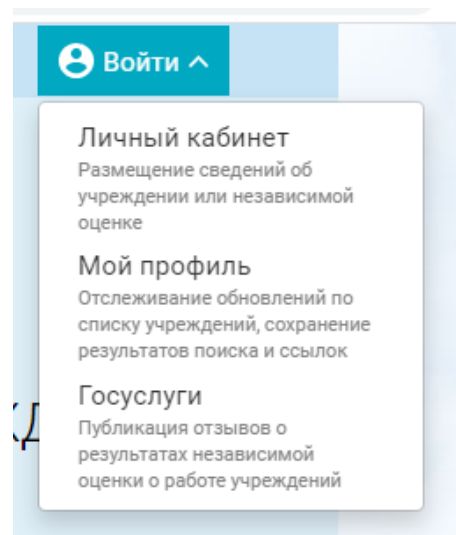 Войти
Личный кабинет
Размещение сведений об
учреждении или независимой
оценке
Мой профиль
Отслеживание обновлений по
списку учреждений, сохранение
результатов поиска и ссылок
Госуслуги
Публикация отзывов о
результатах независимой
оценки о работе учреждений